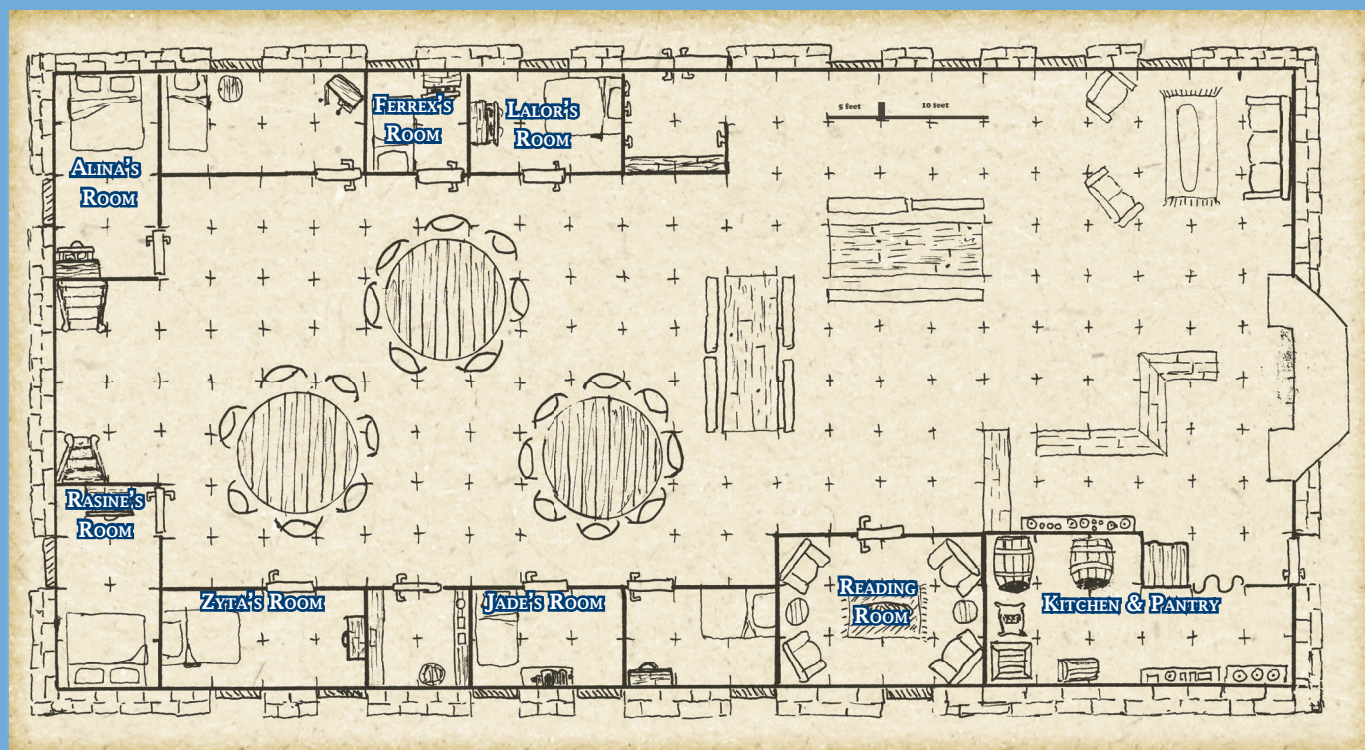 Ferrex's
Room
Lalor's
Room
5 feet
10 feet
Alina's
Room
Rasine's
Room
Zyta's Room
Jade's Room
Reading
Room
Kitchen & Pantry